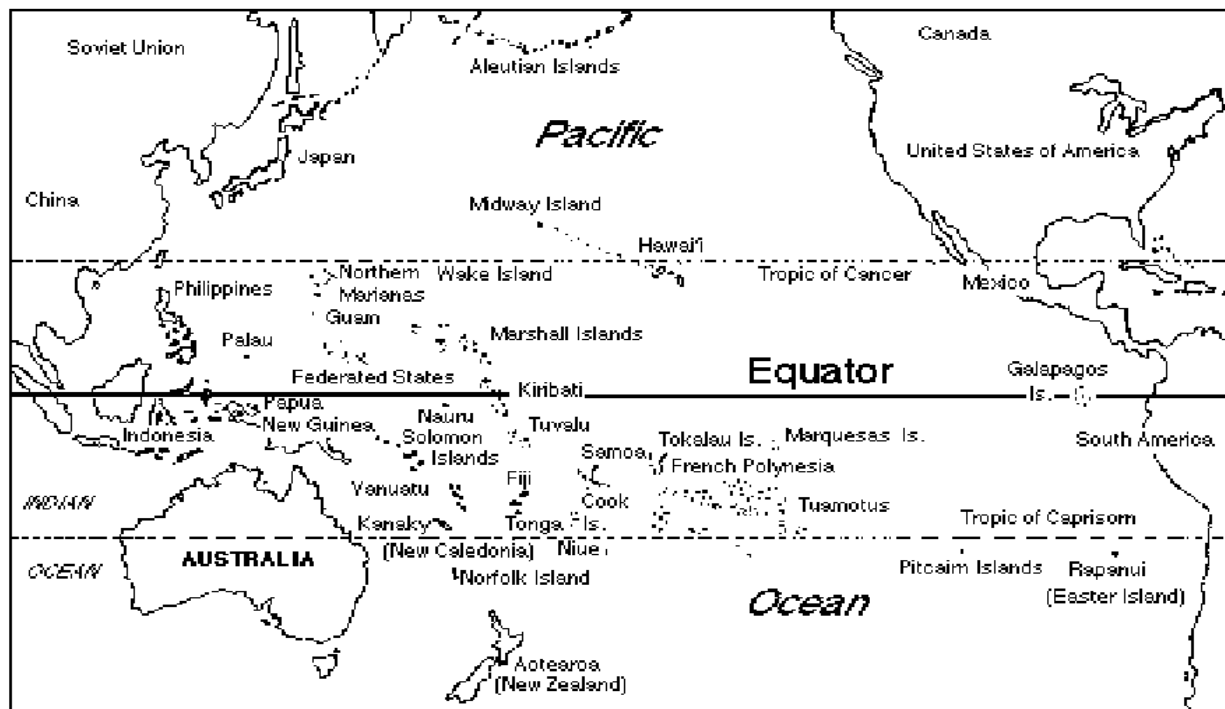 Soviet Union
Canada
Aleutian Islands
Pacific
Japan
United States of America
China
Midway Island
Hawai'i
Northern
Marianas
Wake Island
Tropic of Cancer
Mexico
Philippines
Guam
Marshall Islands
Palau
Equator
Galapagos
Is.
Federated States
Kiribati
Papua
New Guinea
Nauru
Tuvalu
Indonesia
Solomon
Islands
Tokalau Is.
Marquesas Is.
South America
Samoa
French Polynesia
Vanuatu
Fiji
Cook
Is.
Tuamotus
INDIAN
Kanaky
(New Caledonia)
Tonga
Tropic of Caprisorn
Niue
AUSTRALIA
OCEAN
Norfolk Island
Pitcairn Islands
Rapanui
(Easter Island)
Ocean
Aotearoa
(New Zealand)